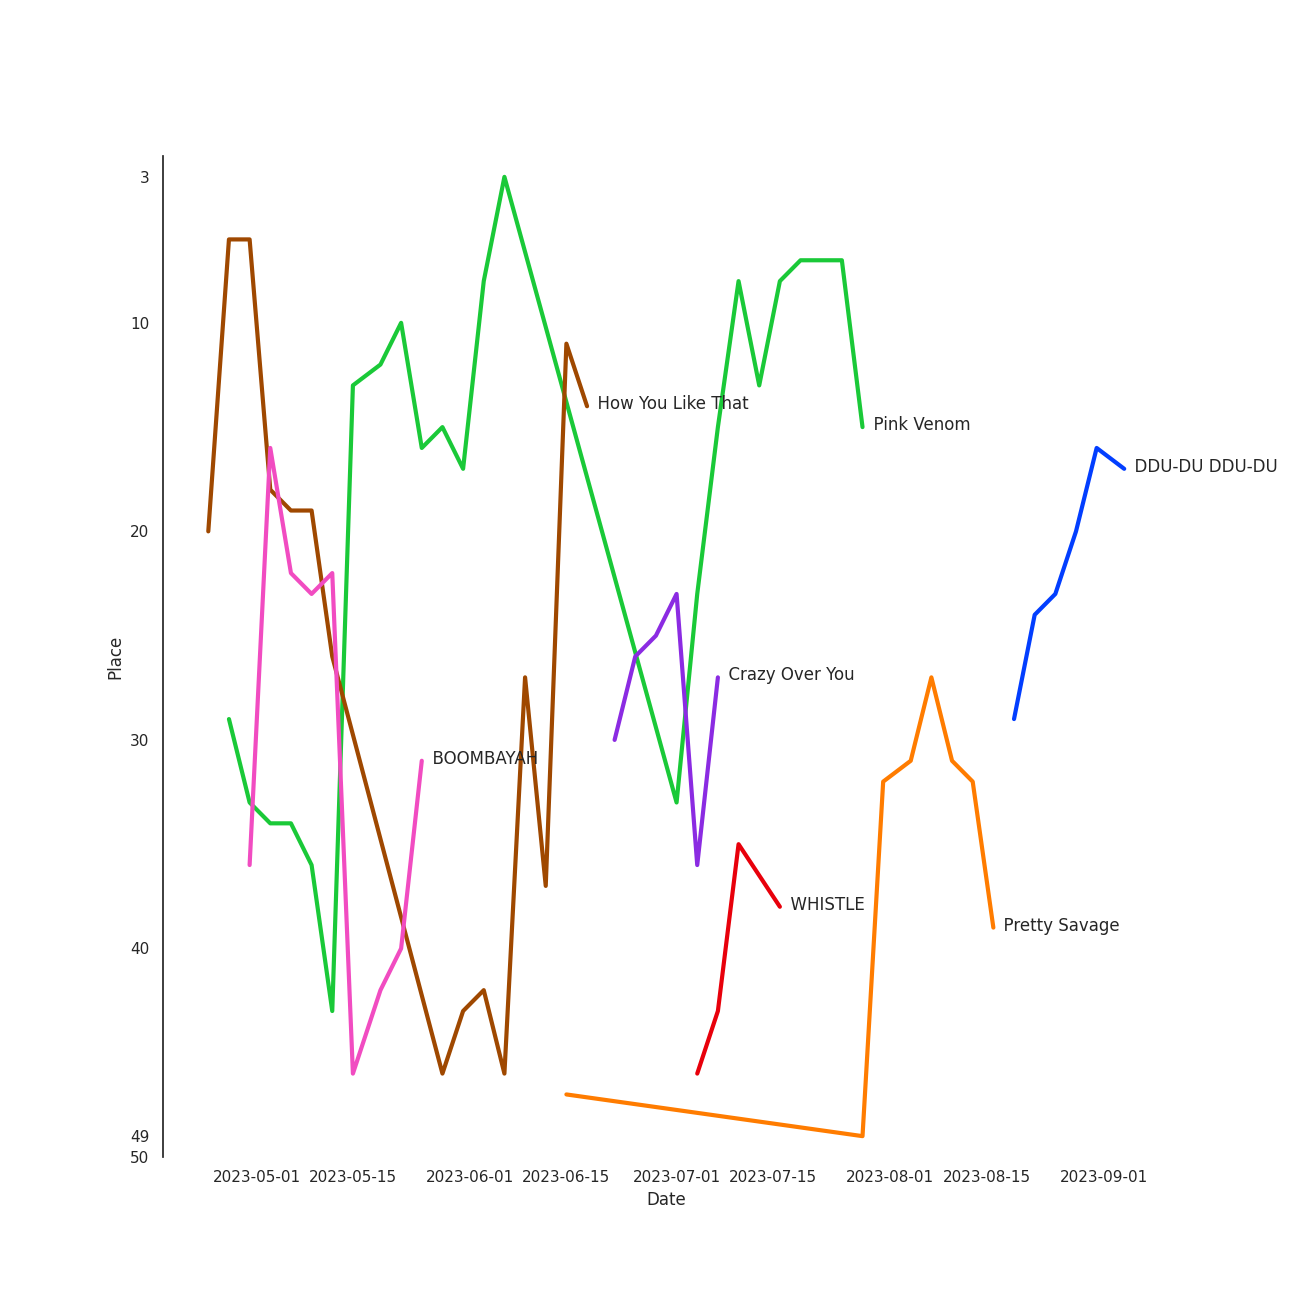 3
10
How You Like That
Pink Venom
DDU-DU DDU-DU
20
Place
Crazy Over You
30
BOOMBAYAH
WHISTLE
Pretty Savage
40
49
50
2023-05-01 2023-05-15 2023-06-01 2023-06-15 2023-07-01 2023-07-15 2023-08-01 2023-08-15 2023-09-01
Date